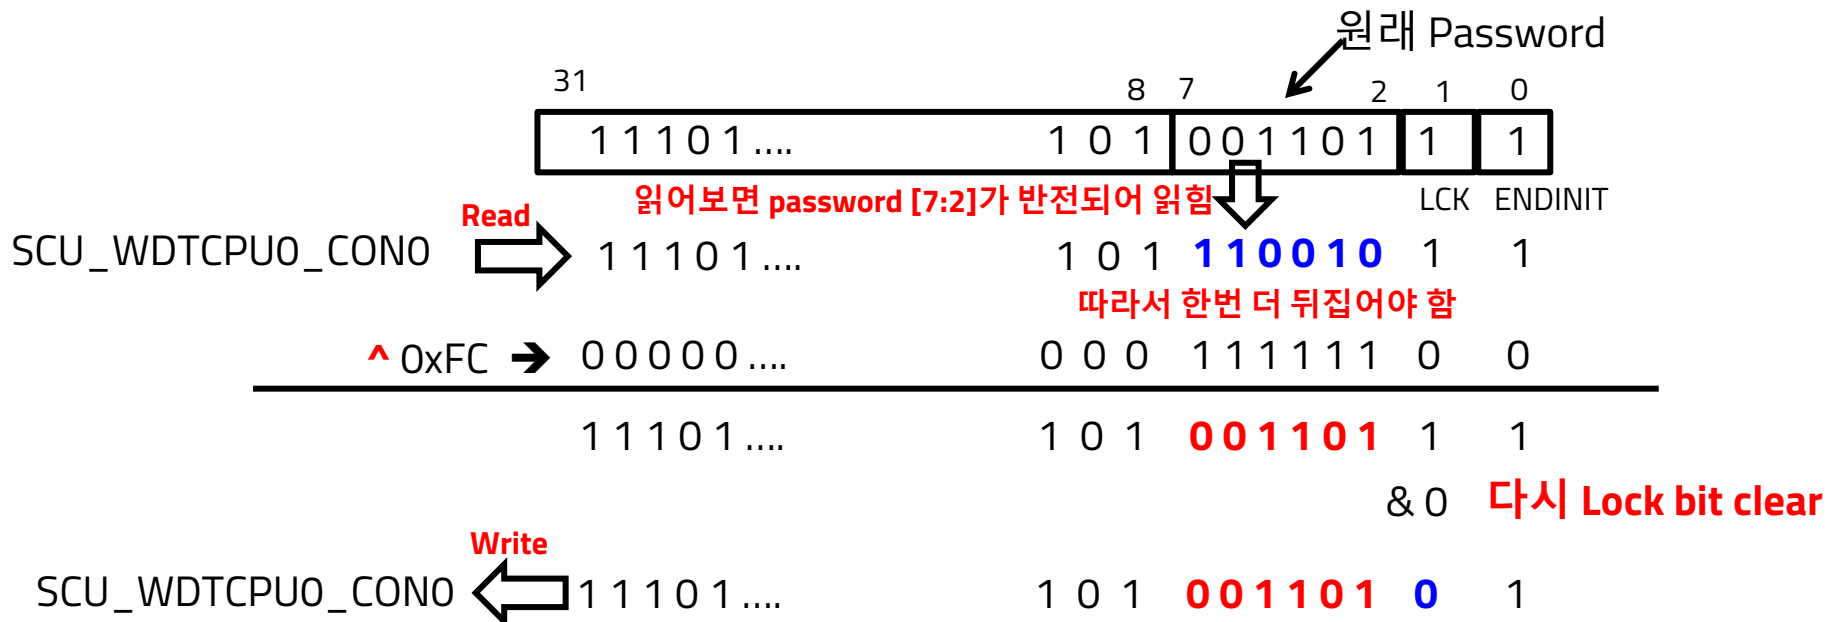 원래 Password
31 8 7 2 1 0
1 1 1 0 1 .... 1 0 1 0 0 1 1 0 1 1 1
읽어보면 password [7:2]가 반전되어 읽힘 LCK ENDINIT
Read
SCU_WDTCPU0_CON0 1 1 1 0 1 .... 1 0 1 1 1 0 0 1 0 1 1
따라서 한번 더 뒤집어야 함
^ 0xFC ➔ 0 0 0 0 0 .... 0 0 0 1 1 1 1 1 1 0 0
1 1 1 0 1 .... 1 0 1 0 0 1 1 0 1 1 1
& 0 다시 Lock bit clear
Write
SCU_WDTCPU0_CON0 1 1 1 0 1 .... 1 0 1 0 0 1 1 0 1 0 1